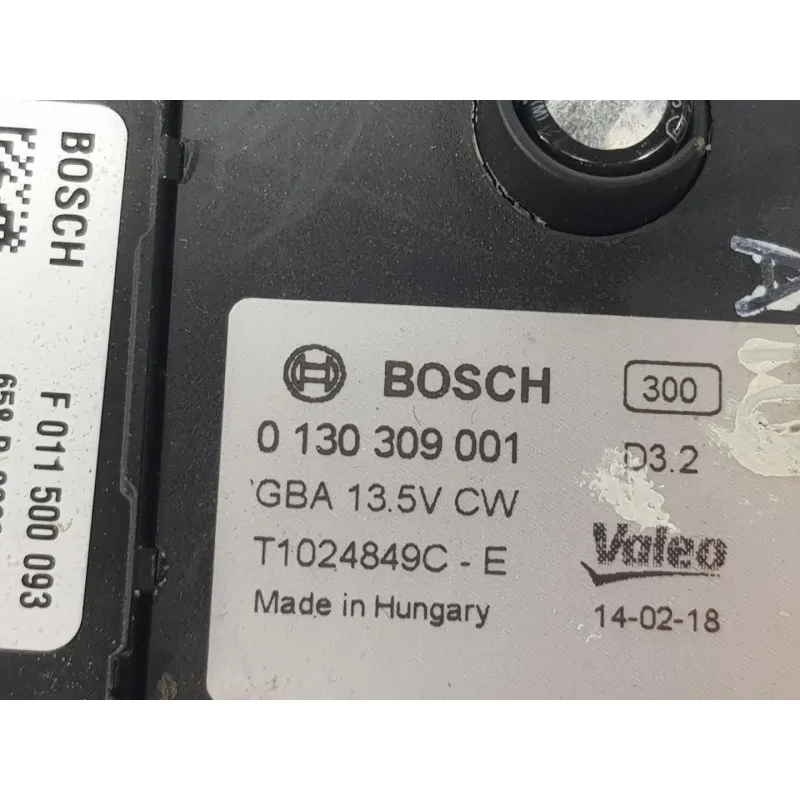 BOSCH
F 011 500 093
BOSCH
300
0 130 309 001
D3.2
GBA 13.5V CW
T1024849C - E
Valeo
Made in Hungary
14-02-18